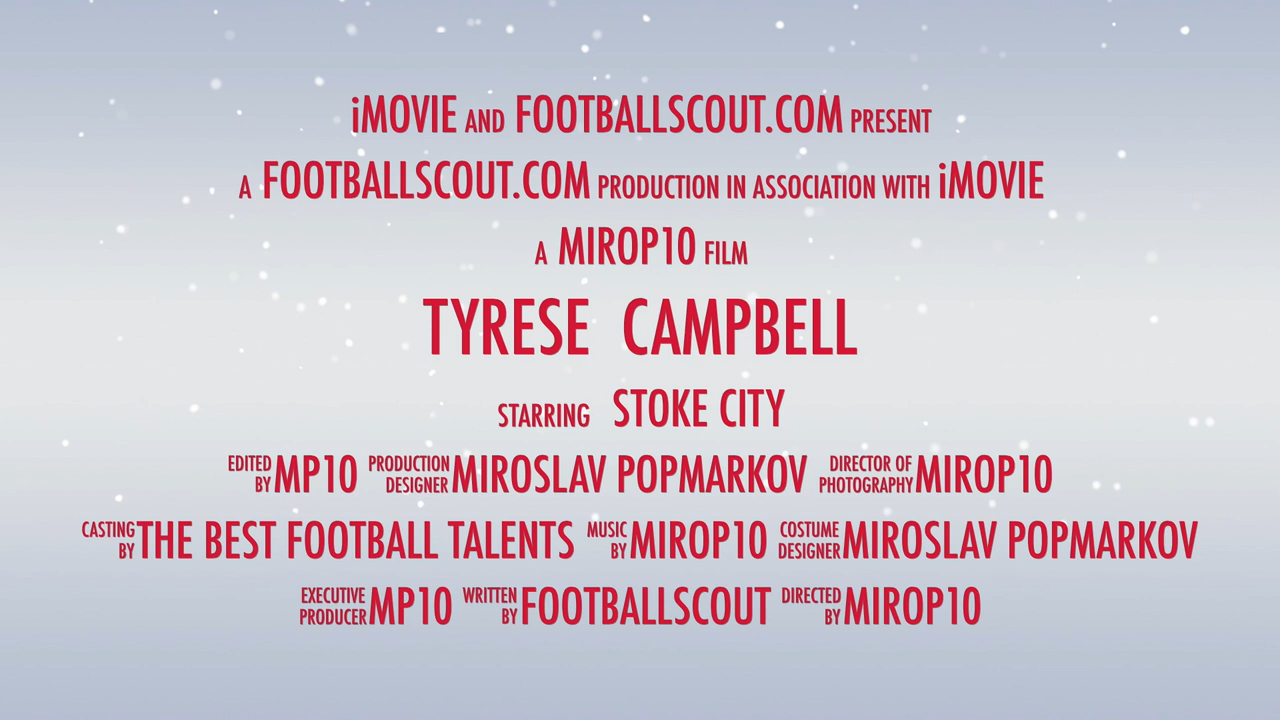 iMOVIE AND FOOTBALLSCOUT.COM PRESENT
A FOOTBALLSCOUT.COM PRODUCTION IN ASSOCIATION WITH iMOVIE
A MIROP10 FILM
TYRESE CAMPBELL
STARRING STOKE CITY
EDITED BY MP10 PRODUCTION DESIGNER MIROSLAV POPMARKOV DIRECTOR OF PHOTOGRAPHY MIROP10
CASTING BY THE BEST FOOTBALL TALENTS MUSIC BY MIROP10 COSTUME DESIGNER MIROSLAV POPMARKOV
EXECUTIVE PRODUCER MP10 WRITTEN BY FOOTBALLSCOUT DIRECTED BY MIROP10